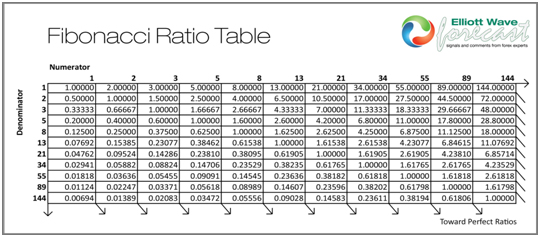 Fibonacci Ratio Table
Elliott Wave
forecast
signals and comments from forex experts
Numerator
1 2 3 5 8 13 21 34 55 89 144
Denominator
1 1.00000 2.00000 3.00000 5.00000 8.00000 13.00000 21.00000 34.00000 55.00000 89.00000 144.00000
2 0.50000 1.00000 1.50000 2.50000 4.00000 6.50000 10.50000 17.00000 27.50000 44.50000 72.00000
3 0.33333 0.66667 1.00000 1.66667 2.66667 4.33333 7.00000 11.33333 18.33333 29.66667 48.00000
5 0.20000 0.40000 0.60000 1.00000 1.60000 2.60000 4.20000 6.80000 11.00000 17.80000 28.80000
8 0.12500 0.25000 0.37500 0.62500 1.00000 1.62500 2.62500 4.25000 6.87500 11.12500 18.00000
13 0.07692 0.15385 0.23077 0.38462 0.61538 1.00000 1.61538 2.61538 4.23077 6.84615 11.07692
21 0.04762 0.09524 0.14286 0.23810 0.38095 0.61905 1.00000 1.61905 2.61905 4.23810 6.85714
34 0.02941 0.05882 0.08824 0.14706 0.23529 0.38235 0.61765 1.00000 1.61765 2.61765 4.23529
55 0.01818 0.03636 0.05455 0.09091 0.14545 0.23636 0.38182 0.61818 1.00000 1.61818 2.61818
89 0.01124 0.02247 0.03371 0.05618 0.08989 0.14607 0.23596 0.38202 0.61798 1.00000 1.61798
144 0.00694 0.01389 0.02083 0.03472 0.05556 0.09028 0.14583 0.23611 0.38194 0.61806 1.00000
Toward Perfect Ratios